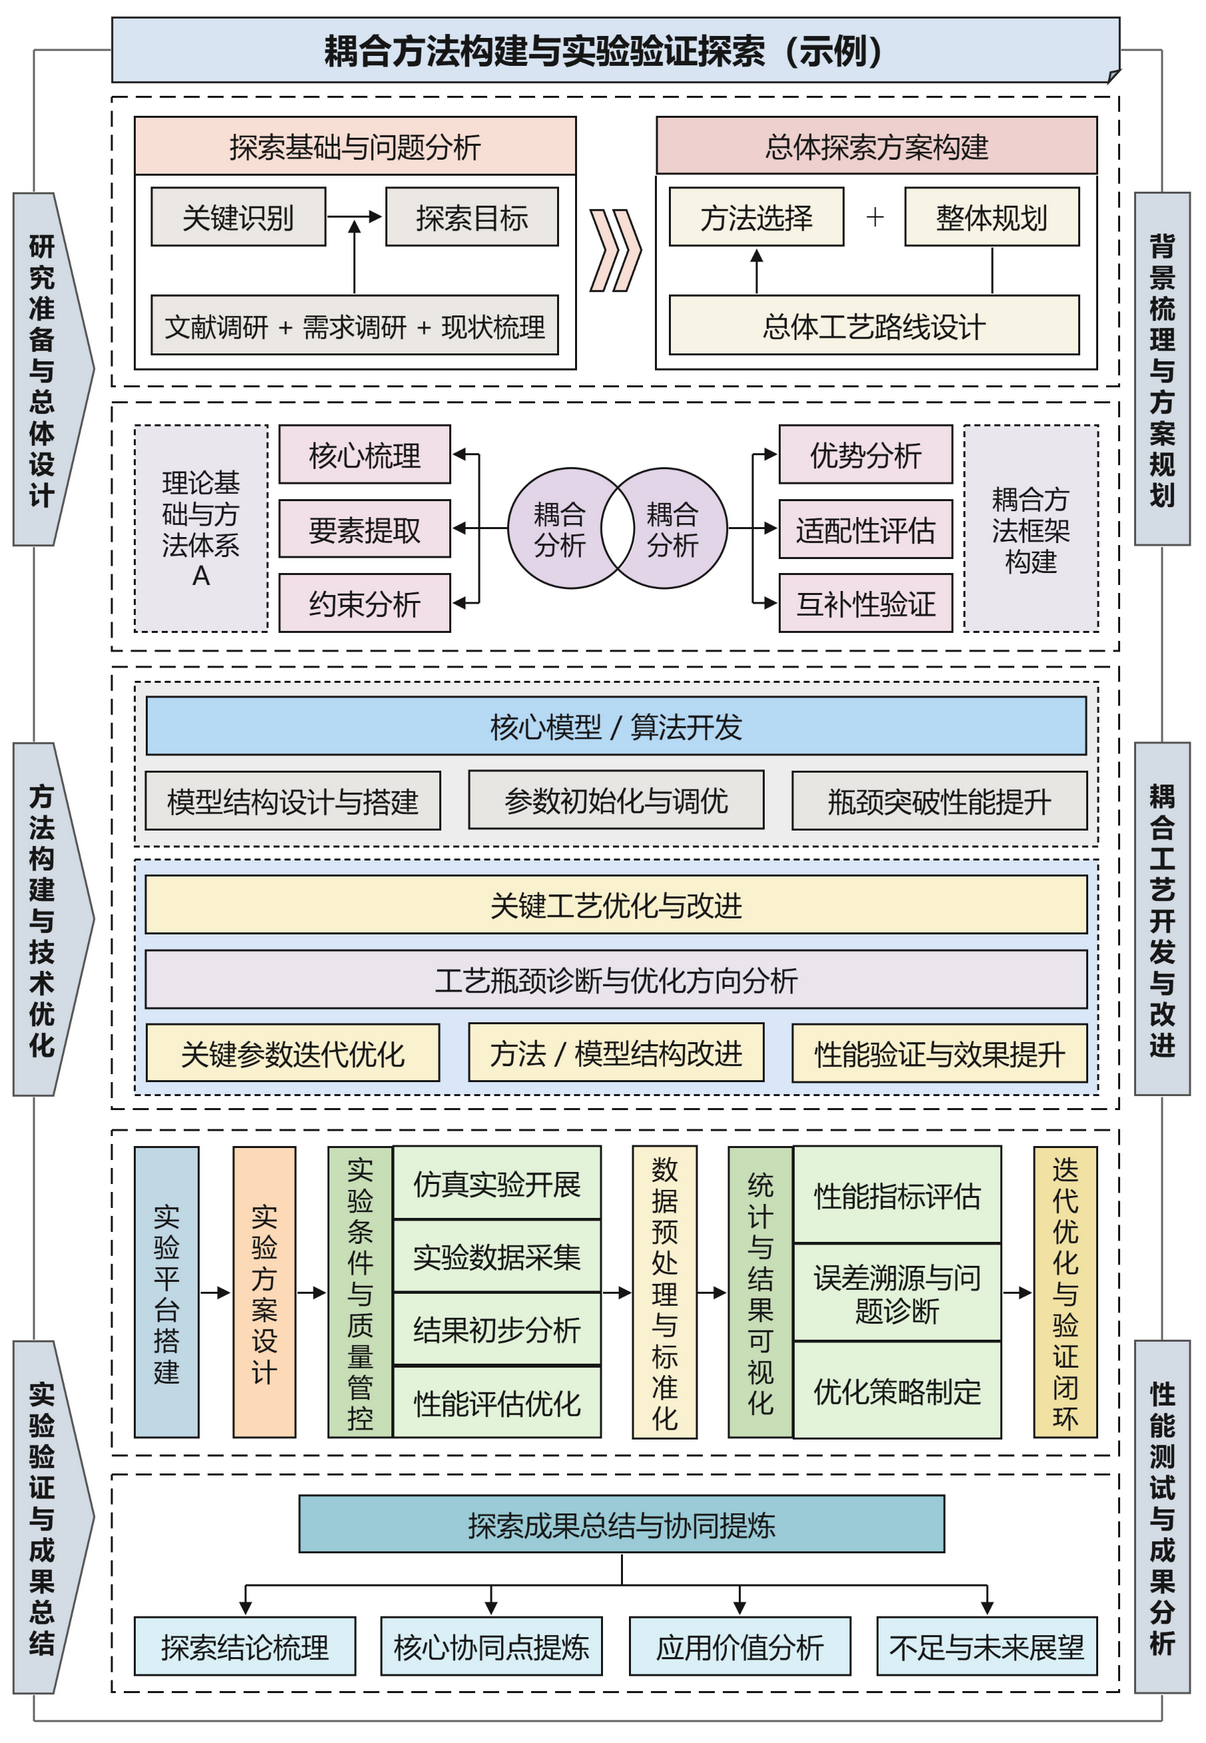 耦合方法构建与实验验证探索（示例）
研究准备与总体设计
背景梳理与方案规划
探索基础与问题分析
关键识别
探索目标
文献调研 + 需求调研 + 现状梳理
总体探索方案构建
方法选择
+
整体规划
总体工艺路线设计
理论基
础与方
法体系
A
核心梳理
要素提取
约束分析
耦合
分析
耦合
分析
优势分析
适配性评估
互补性验证
耦合方
法框架
构建
方法构建与技术优化
耦合工艺开发与改进
核心模型 / 算法开发
模型结构设计与搭建
参数初始化与调优
瓶颈突破性能提升
关键工艺优化与改进
工艺瓶颈诊断与优化方向分析
关键参数迭代优化
方法 / 模型结构改进
性能验证与效果提升
实验验证与成果总结
性能测试与成果分析
实验平台搭建
实验方案设计
实验条件与质量管控
仿真实验开展
实验数据采集
结果初步分析
性能评估优化
数据预处理与标准化
统计与结果可视化
性能指标评估
误差溯源与问
题诊断
优化策略制定
迭代优化与验证闭环
探索成果总结与协同提炼
探索结论梳理
核心协同点提炼
应用价值分析
不足与未来展望